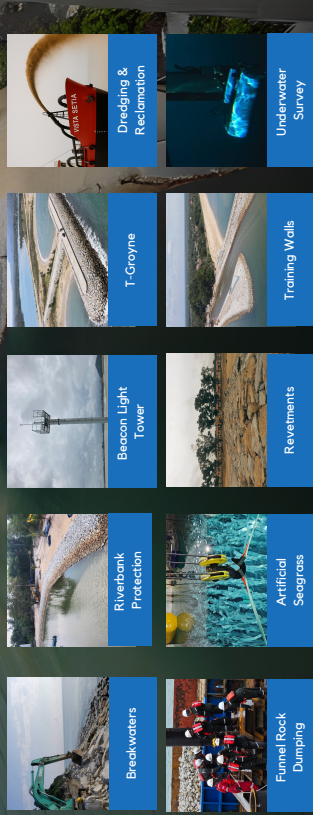 Breakwaters
Riverbank
Protection
Beacon Light
Tower
T-Groyne
VISTA SETIA
Dredging &
Reclamation
Funnel Rock
Dumping
Artificial
Seagrass
Revetments
Training Walls
Underwater
Survey